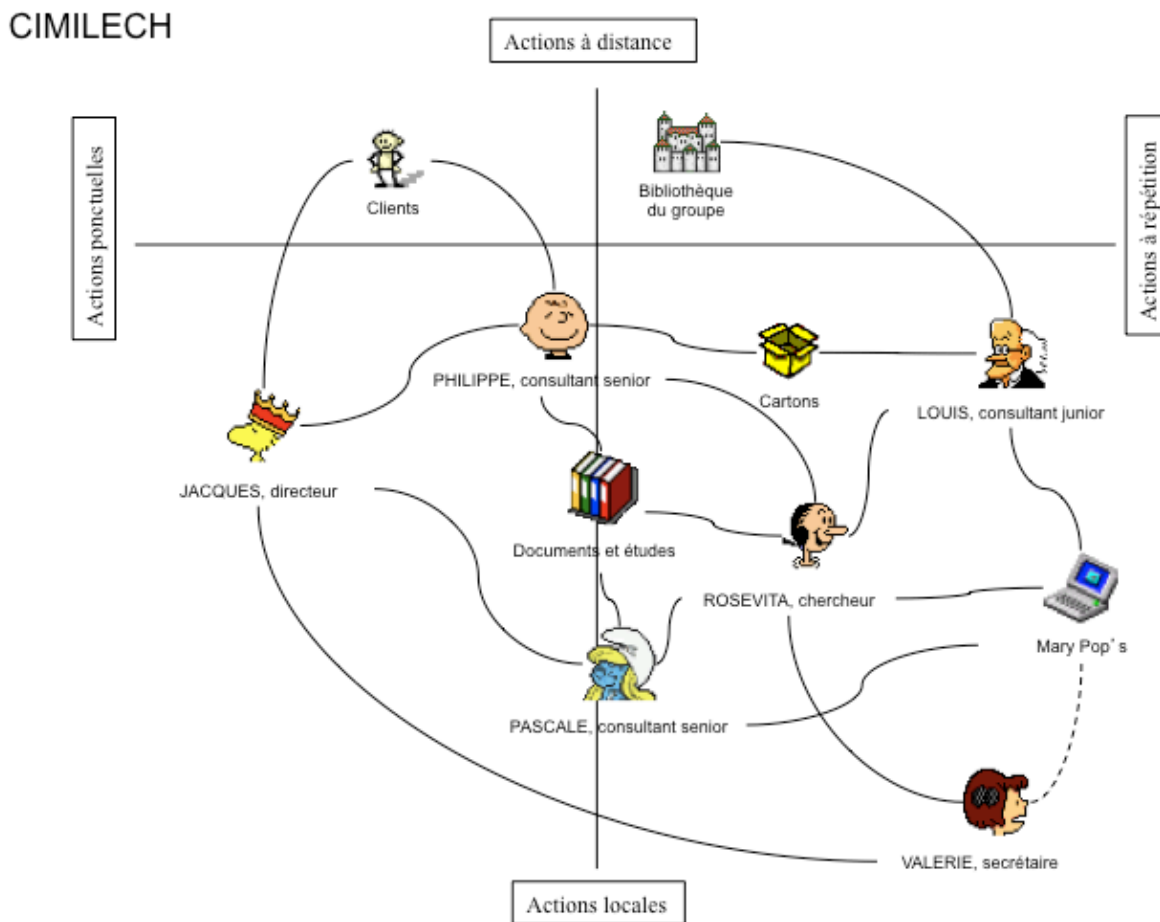 CIMILECH
Actions à distance
Actions ponctuelles
Actions à répétition
Clients
Bibliothèque
du groupe
PHILIPPE, consultant senior
Cartons
LOUIS, consultant junior
JACQUES, directeur
Documents et études
ROSEVITA, chercheur
Mary Pop's
PASCALE, consultant senior
VALERIE, secrétaire
Actions locales